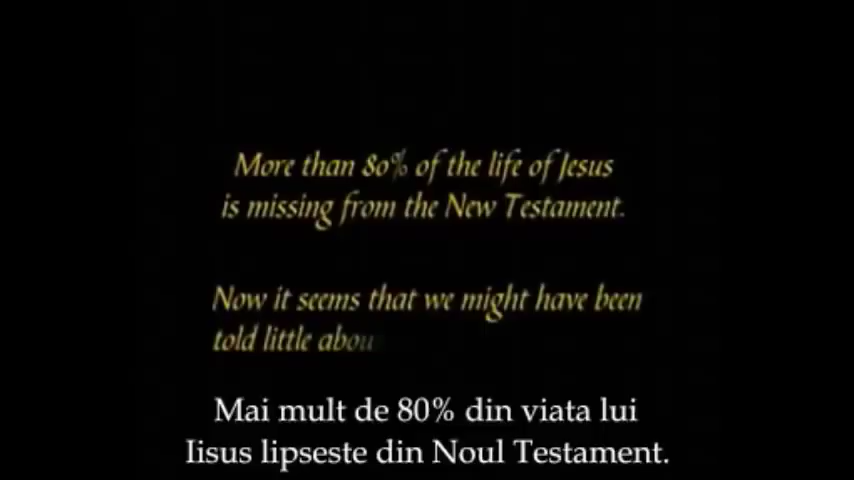 More than 80% of the life of Jesus
is missing from the New Testament.
Now it seems that we might have been
told little abou
Mai mult de 80% din viata lui
Iisus lipseste din Noul Testament.